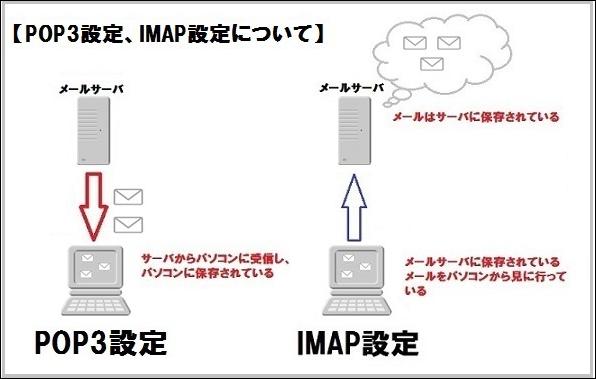 【POP3設定、IMAP設定について】
メールサーバ
サーバからパソコンに受信し、
パソコンに保存されている
POP3設定
メールサーバ
メールはサーバに保存されている
メールサーバに保存されている
メールをパソコンから見に行って
いる
IMAP設定